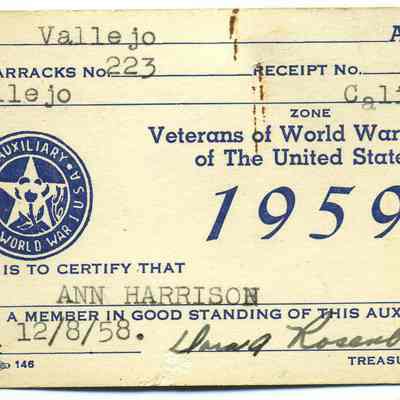 Vallejo A
ARRACKS No. 223 RECEIPT No.
llejo Cali
ZONE
Veterans of World War
of The United State
AUXILIARY U.S.A.
WORLD WAR I
1959
IS TO CERTIFY THAT
ANN HARRISON
A MEMBER IN GOOD STANDING OF THIS AUX
12/8/58.
TREASU
146